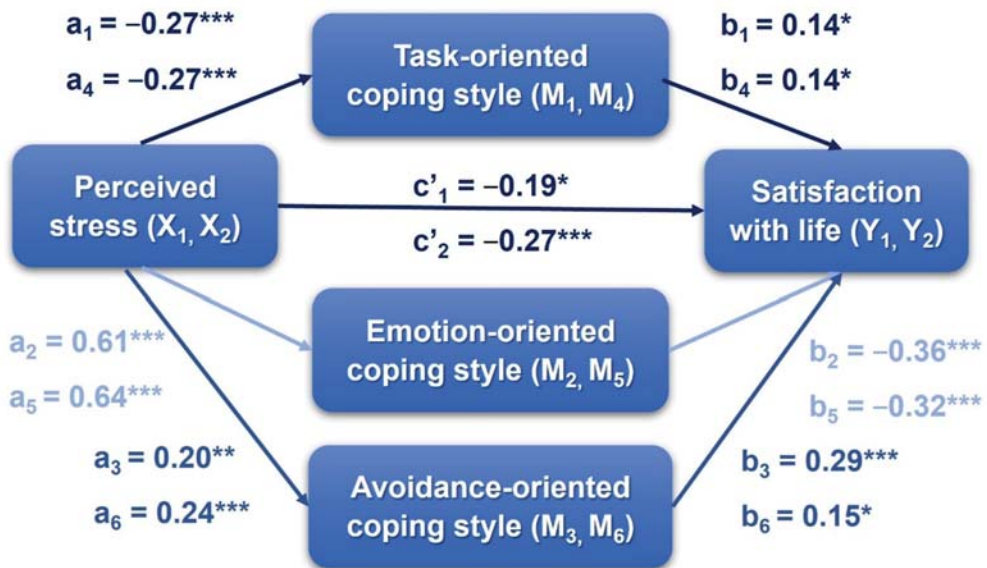 a₁ = −0.27***
a₄ = −0.27***
Task-oriented
coping style (M₁, M₄)
b₁ = 0.14*
b₄ = 0.14*
Perceived
stress (X₁, X₂)
c’₁ = −0.19*
c’₂ = −0.27***
Satisfaction
with life (Y₁, Y₂)
a₂ = 0.61***
a₅ = 0.64***
Emotion-oriented
coping style (M₂, M₅)
b₂ = −0.36***
b₅ = −0.32***
a₃ = 0.20**
a₆ = 0.24***
Avoidance-oriented
coping style (M₃, M₆)
b₃ = 0.29***
b₆ = 0.15*